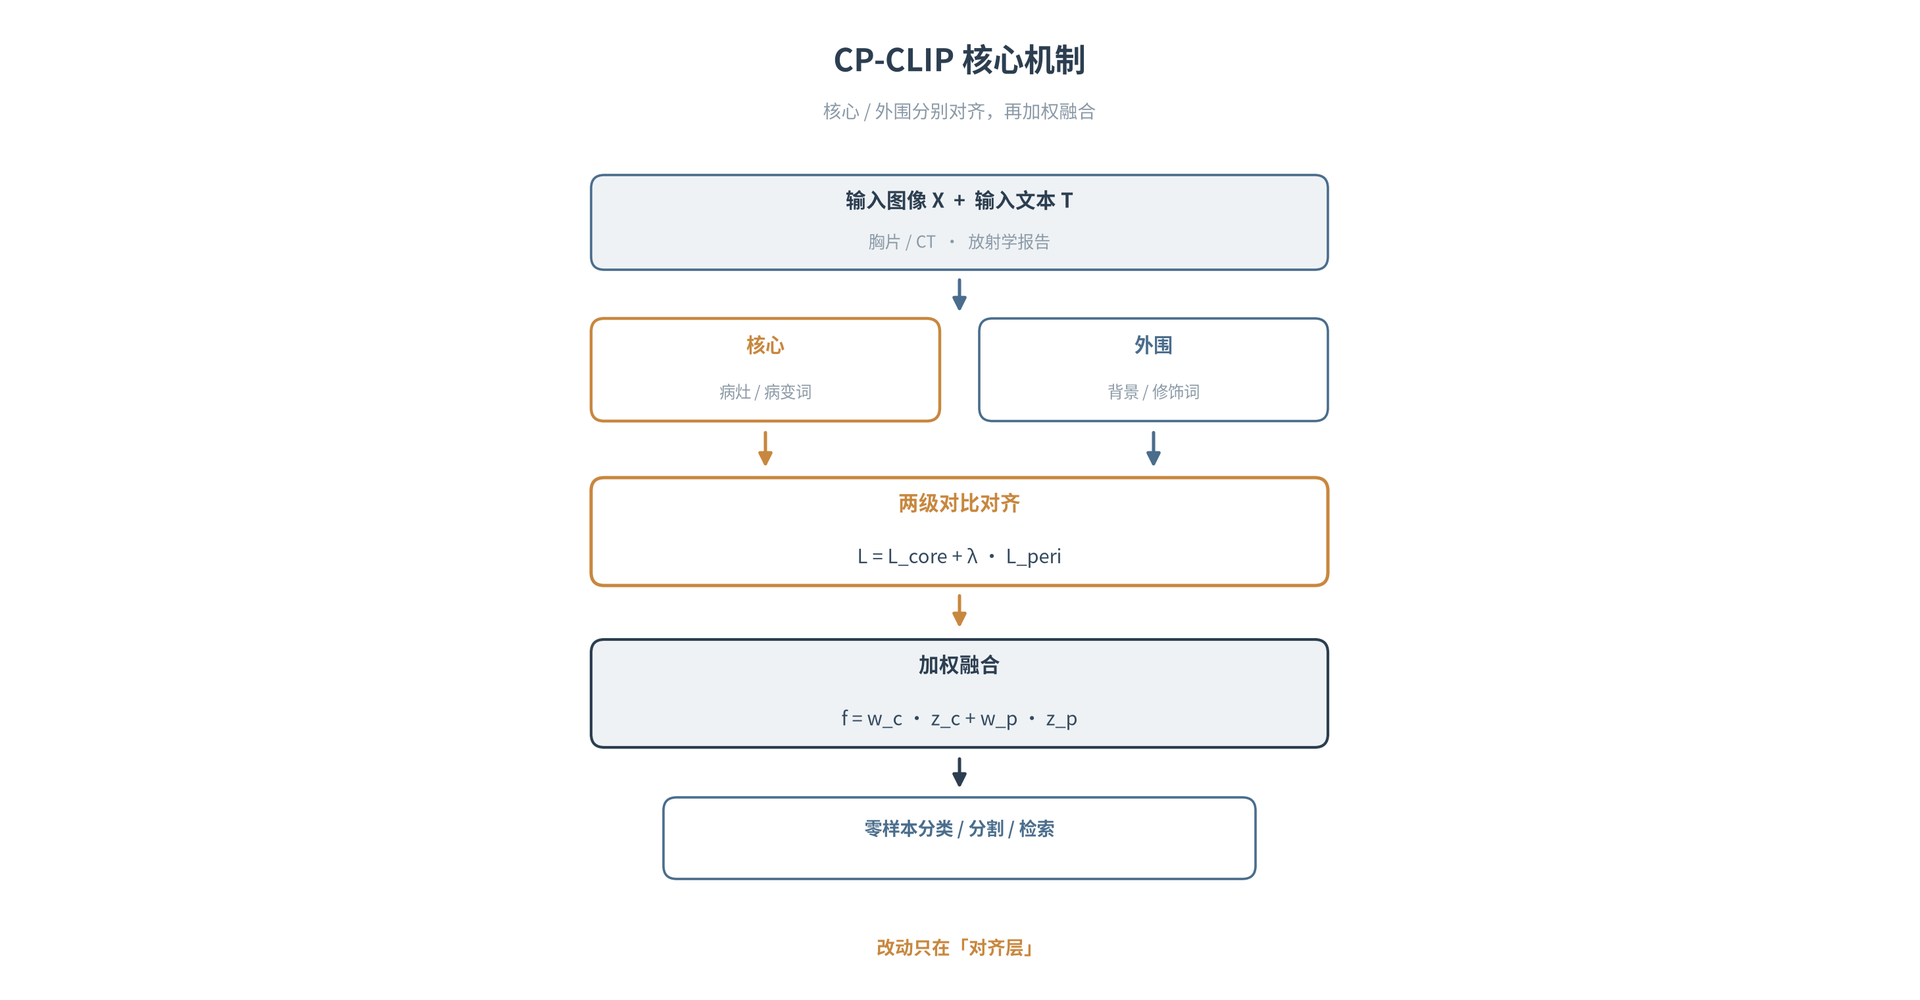 CP-CLIP 核心机制
核心 / 外围分别对齐，再加权融合
输入图像 X + 输入文本 T
胸片 / CT · 放射学报告
核心
病灶 / 病变词
外围
背景 / 修饰词
两级对比对齐
L = L_core + λ · L_peri
加权融合
f = w_c · z_c + w_p · z_p
零样本分类 / 分割 / 检索
改动只在「对齐层」